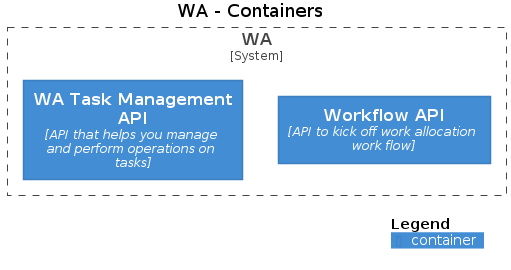 WA - Containers
WA
[System]
WA Task Management
API
[API that helps you manage
and perform operations on
tasks]
Workflow API
[API to kick off work allocation
work flow]
Legend
container